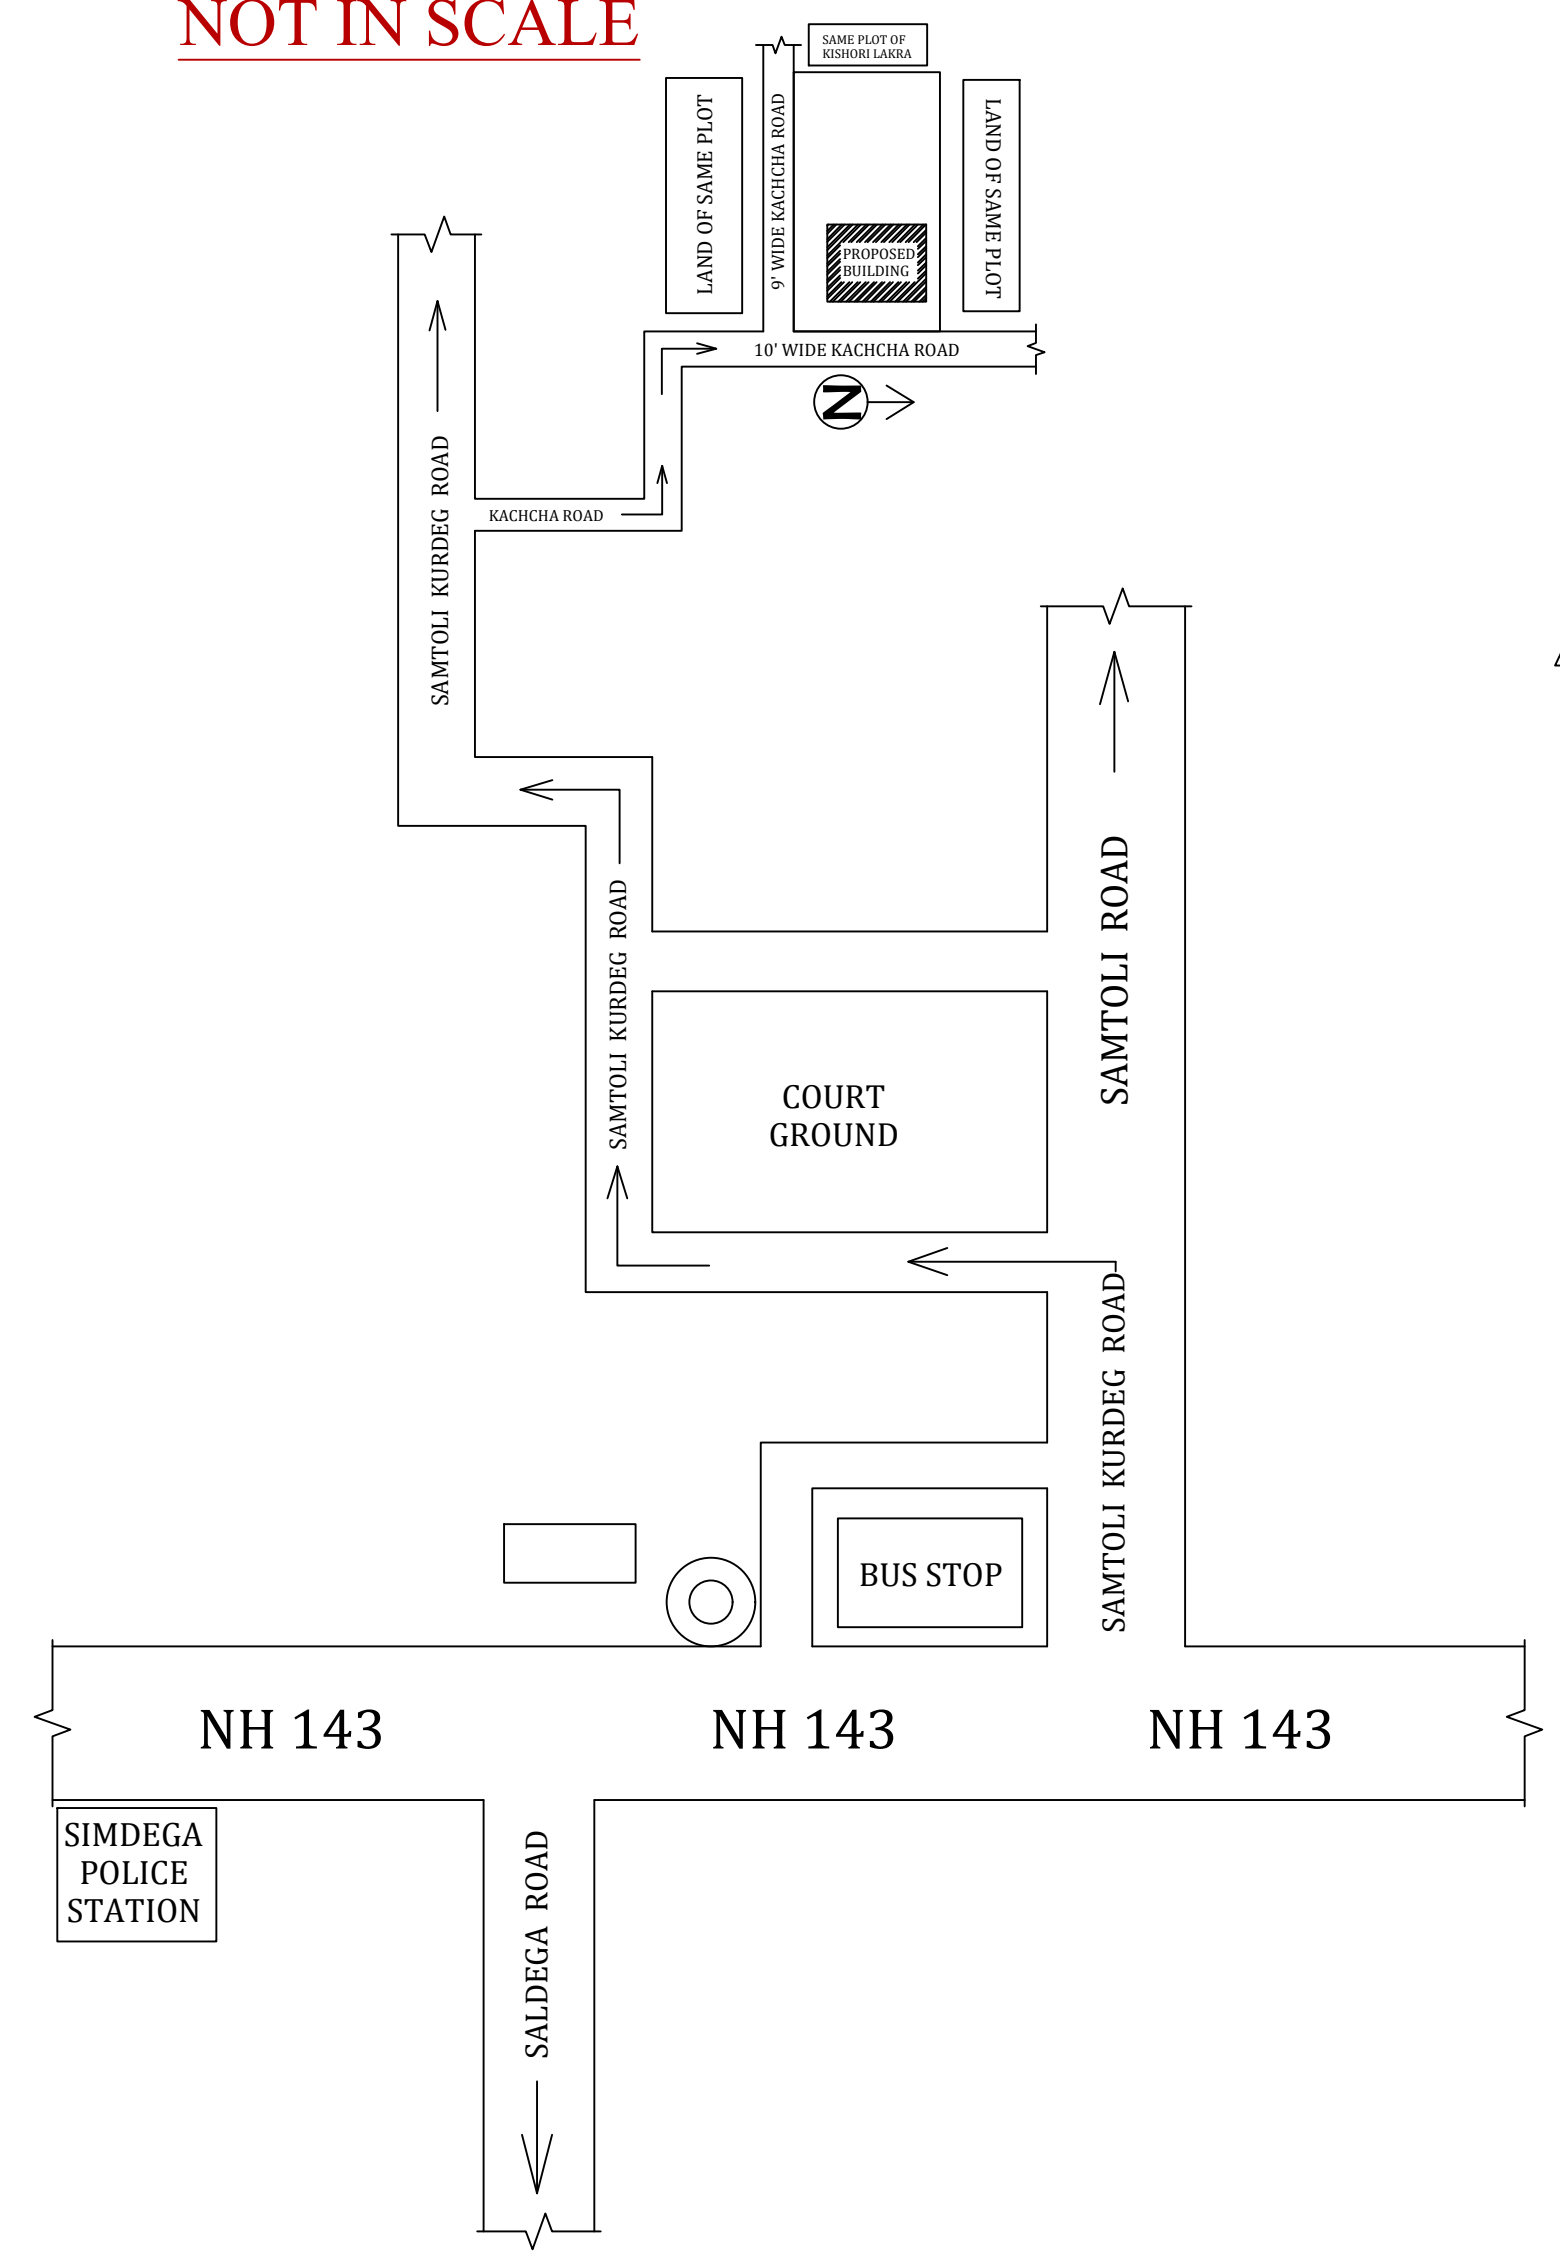 NOT IN SCALE
SAME PLOT OF
KISHORI LAKRA
LAND OF SAME PLOT
9' WIDE KACHCHA ROAD
LAND OF SAME PLOT
PROPOSED
BUILDING
10' WIDE KACHCHA ROAD
N
SAMTOLI KURDEG ROAD
KACHCHA ROAD
SAMTOLI ROAD
SAMTOLI KURDEG ROAD
COURT
GROUND
SAMTOLI KURDEG ROAD
BUS STOP
NH 143
NH 143
NH 143
SIMDEGA
POLICE
STATION
SALDEGA ROAD